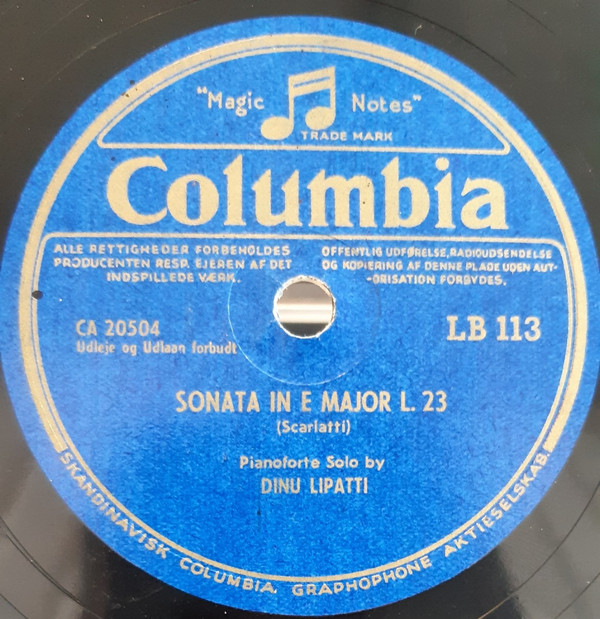 "Magic Notes"
TRADE MARK
Columbia
ALLE RETTIGHEDER FORBEHOLDES
PRODUCENTEN RESP. EJEREN AF DET
INDSPILLEDE VÆRK.
OFFENTLIG UDFØRELSE, RADIOUDSENDELSE
OG KOPIERING AF DENNE PLADE UDEN AUT-
ORISATION FORBYDES.
CA 20504
Udleje og Udlaan forbudt
LB 113
SONATA IN E MAJOR L. 23
(Scarlatti)
Pianoforte Solo by
DINU LIPATTI
SKANDINAVISK COLUMBIA. GRAPHOPHONE AKTIESELSKAB.